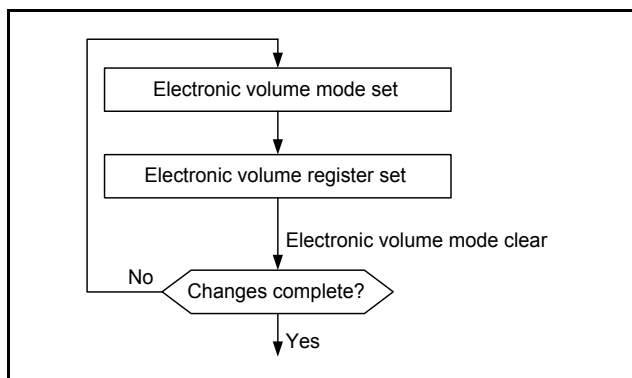 Electronic volume mode set
Electronic volume register set
Electronic volume mode clear
No
Changes complete?
Yes